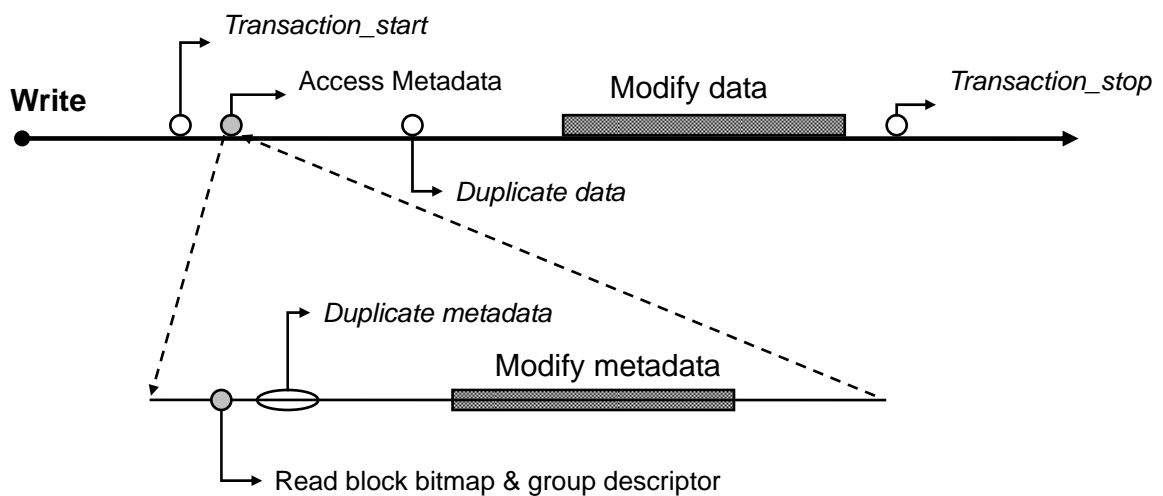 Transaction_start
Access Metadata
Modify data
Transaction_stop
Write
Duplicate data
Duplicate metadata
Modify metadata
Read block bitmap & group descriptor